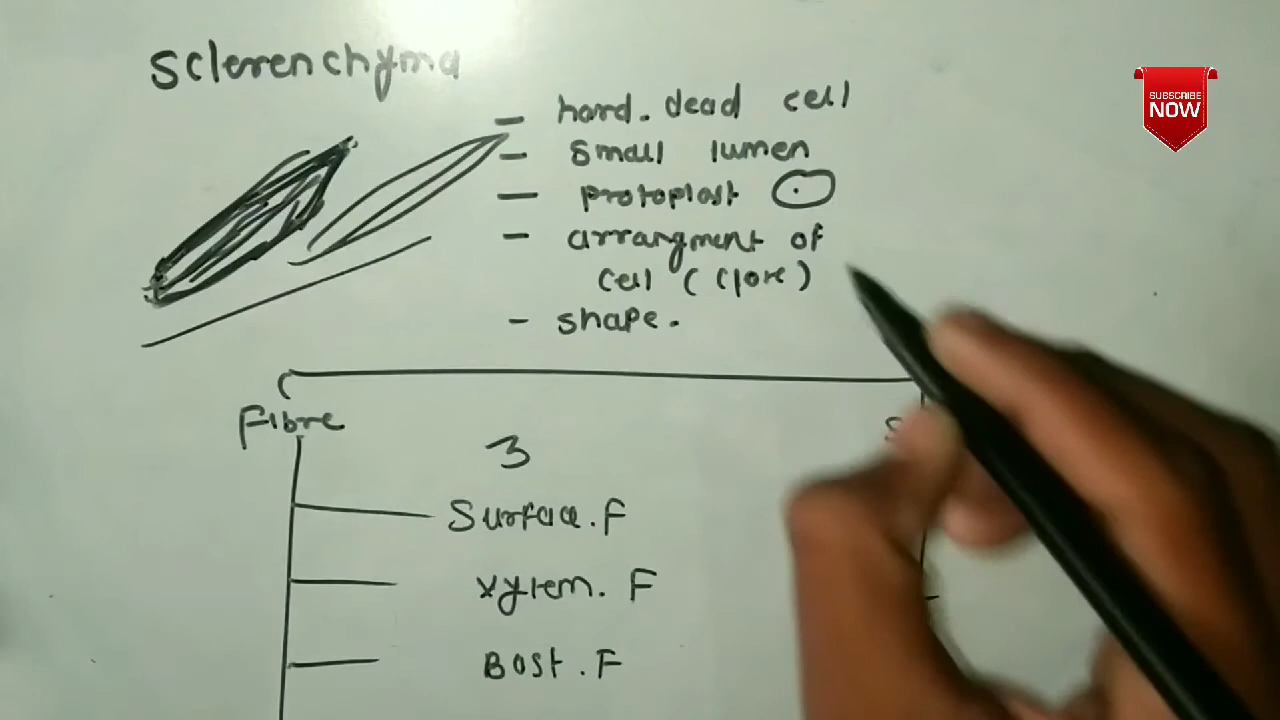 Sclerenchyma
- hard. dead cell
- small lumen
- protoplast
- arrangment of
cell (close)
- shape.
Fibre
3
Surface. F
xylem. F
Bast. F
SUBSCRIBE
NOW